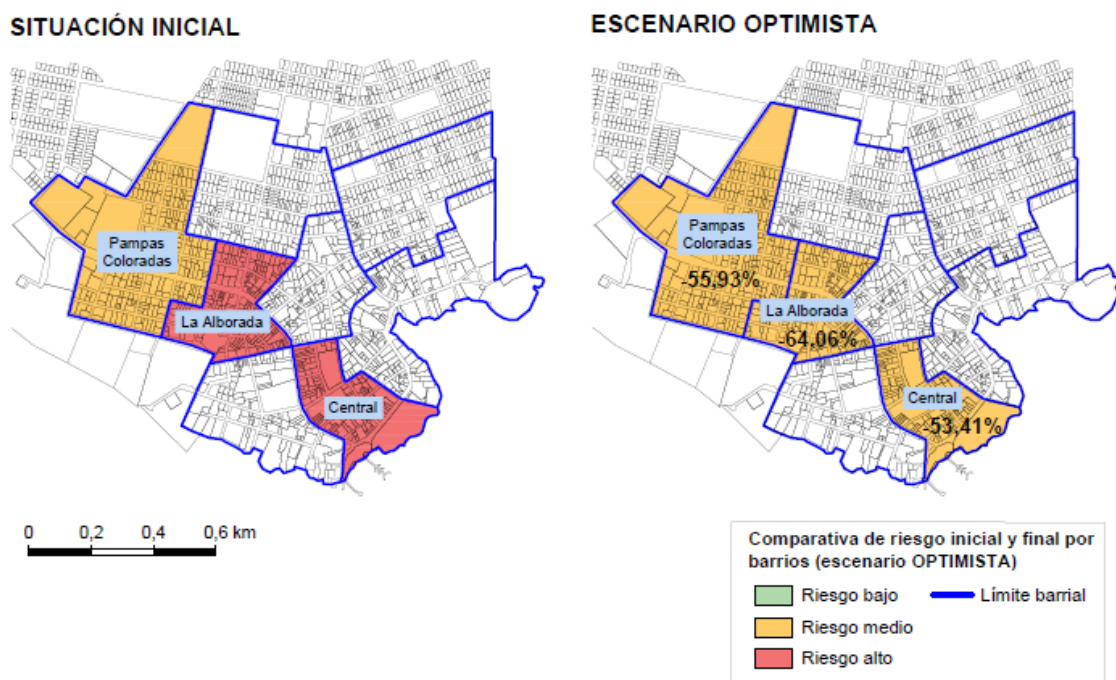 SITUACIÓN INICIAL
Pampas
Coloradas
La Alborada
Central
0 0,2 0,4 0,6 km
ESCENARIO OPTIMISTA
Pampas
Coloradas
-55,93%
La Alborada
-64,06%
Central
-53,41%
Comparativa de riesgo inicial y final por
barrios (escenario OPTIMISTA)
Riesgo bajo
Límite barrial
Riesgo medio
Riesgo alto